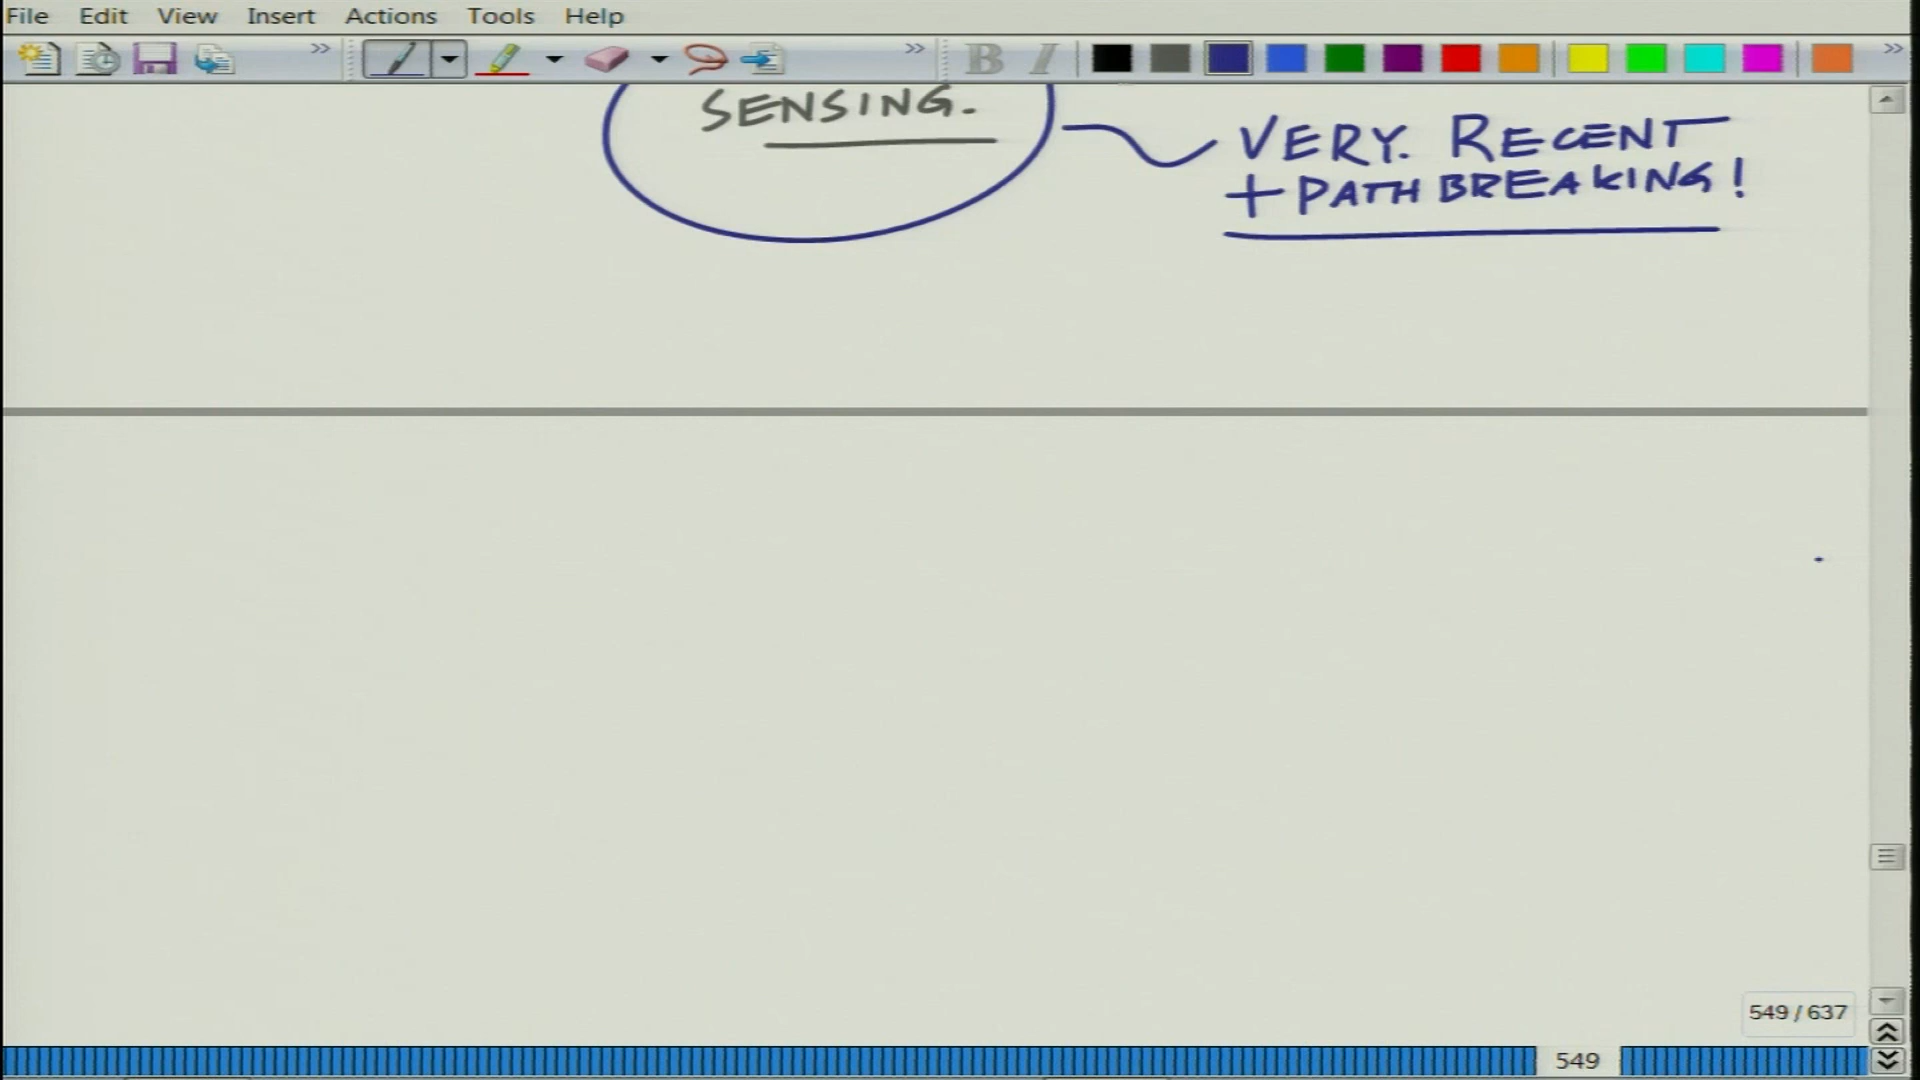 File Edit View Insert Actions Tools Help
B I
SENSING.
VERY. RECENT
+ PATH BREAKING!
549 / 637
549